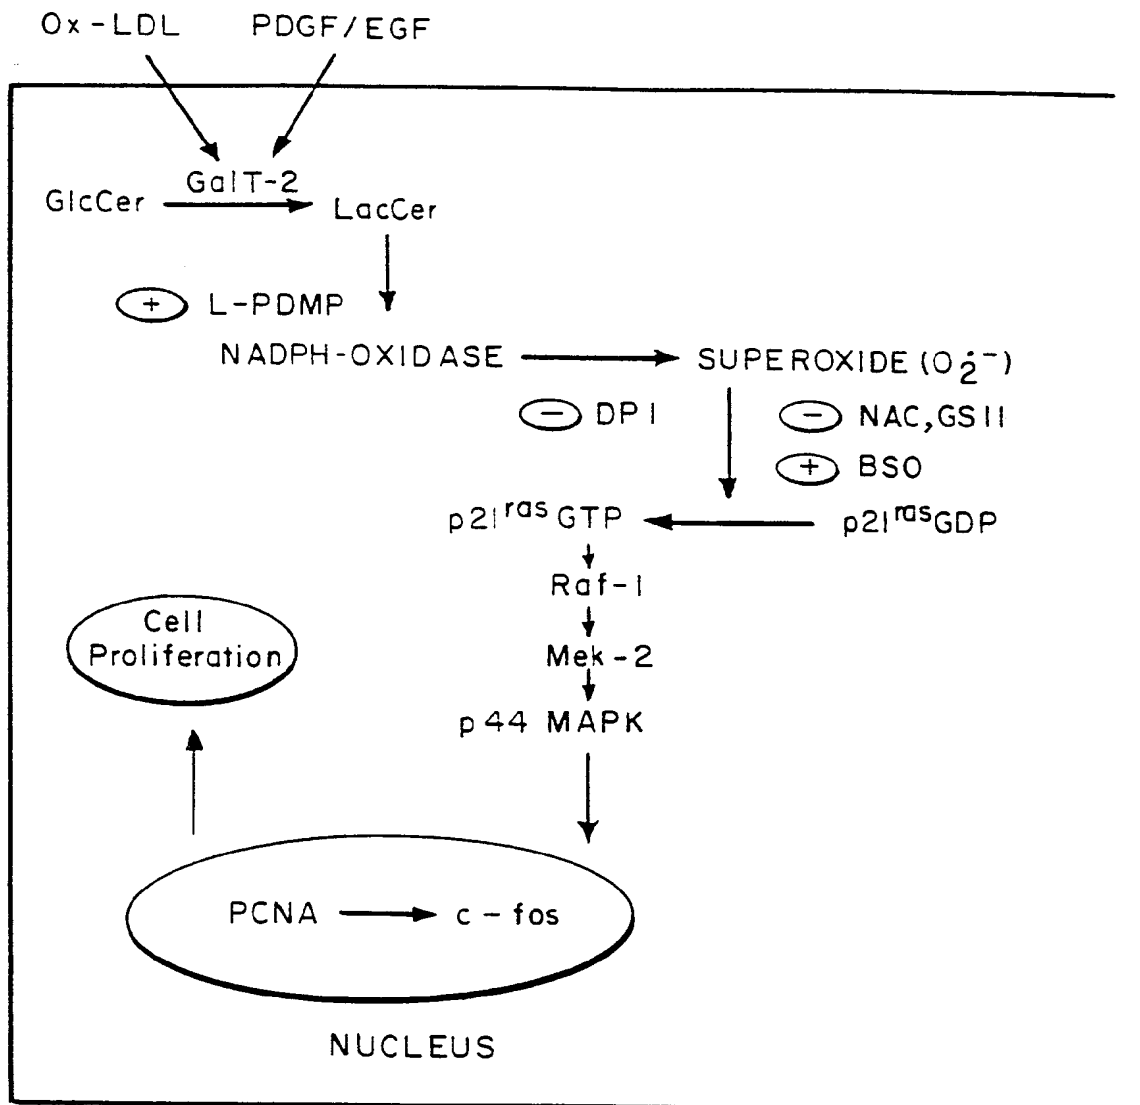 Ox-LDL PDGF/EGF
GalT-2
GlcCer LacCer
+ L-PDMP
NADPH-OXIDASE SUPEROXIDE (O2·̄)
- DPI - NAC, GSII
+ BSO
p21ras GTP p21ras GDP
Raf-1
Cell
Proliferation
Mek-2
p44 MAPK
PCNA c-fos
NUCLEUS